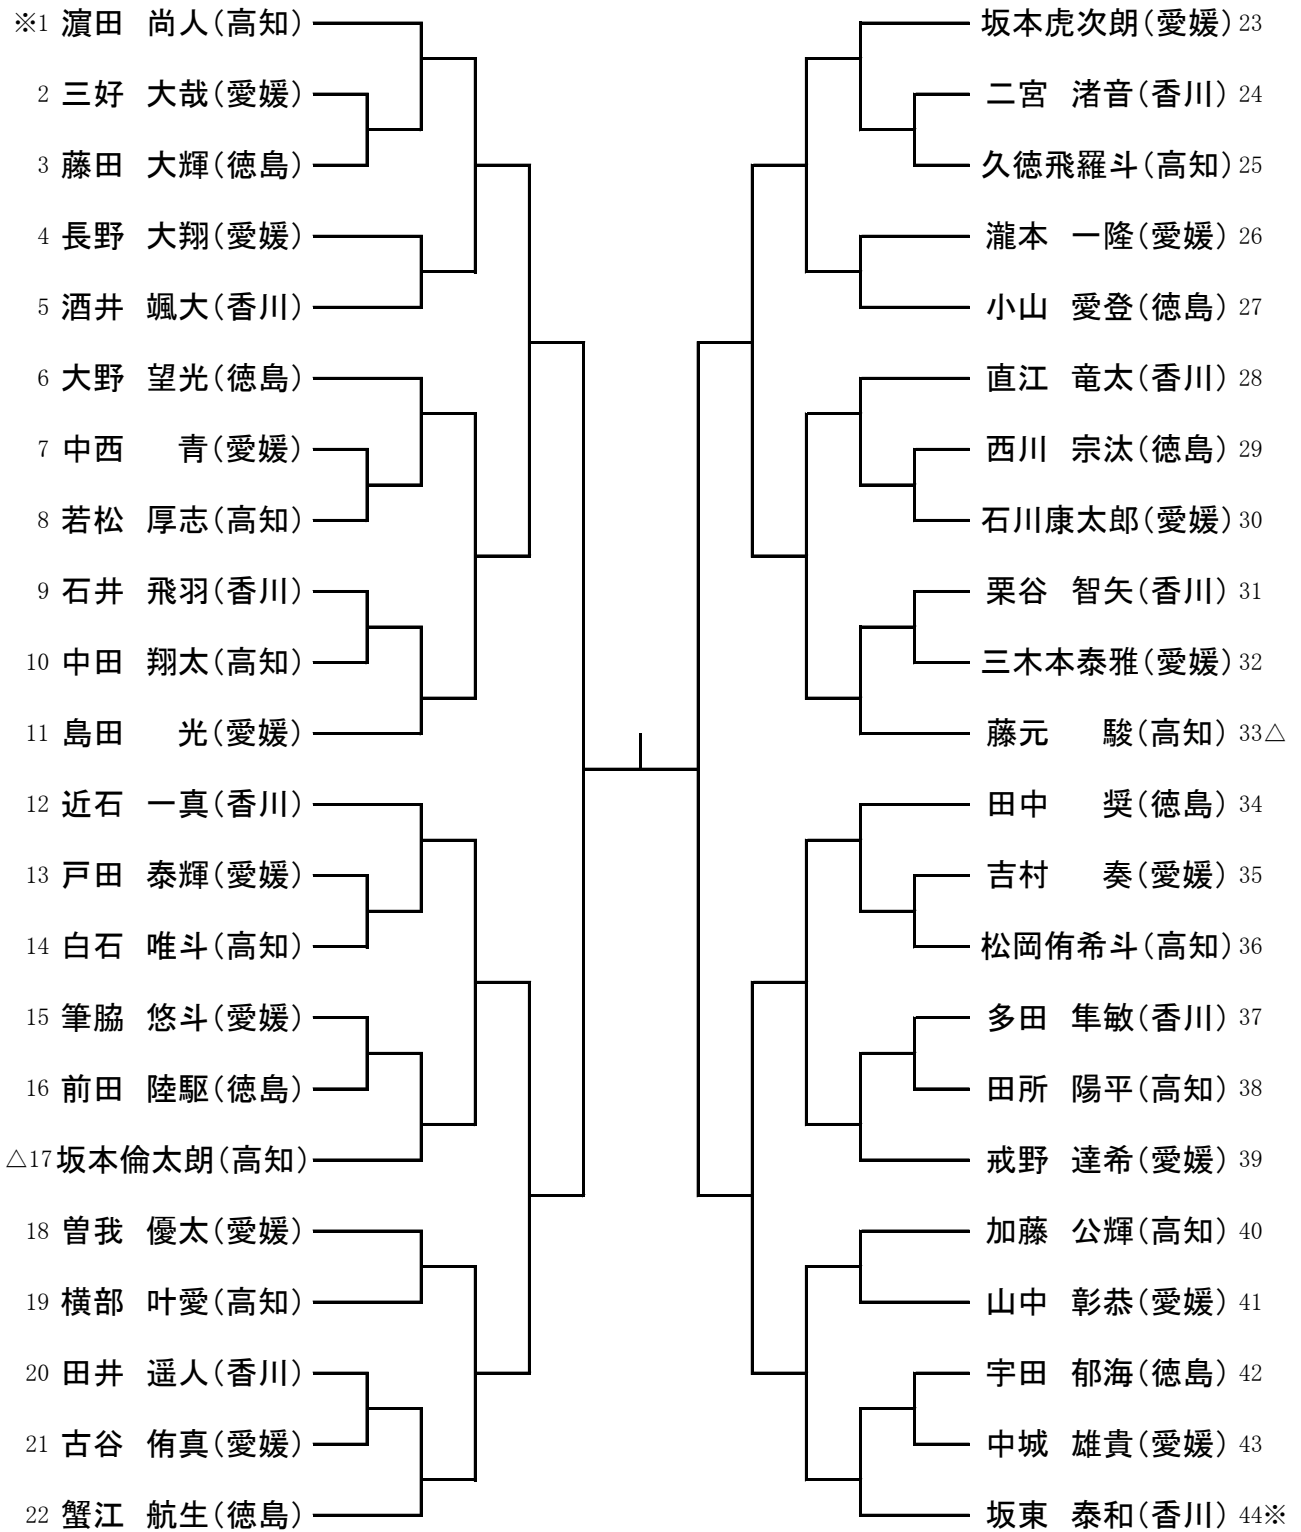 ※1 濵田 尚人(高知)
2 三好 大哉(愛媛)
3 藤田 大輝(徳島)
4 長野 大翔(愛媛)
5 酒井 颯大(香川)
6 大野 望光(徳島)
7 中西 青(愛媛)
8 若松 厚志(高知)
9 石井 飛羽(香川)
10 中田 翔太(高知)
11 島田 光(愛媛)
12 近石 一真(香川)
13 戸田 泰輝(愛媛)
14 白石 唯斗(高知)
15 筆脇 悠斗(愛媛)
16 前田 陸駆(徳島)
△17 坂本倫太朗(高知)
18 曽我 優太(愛媛)
19 横部 叶愛(高知)
20 田井 遥人(香川)
21 古谷 侑真(愛媛)
22 蟹江 航生(徳島)
坂本虎次朗(愛媛) 23
二宮 渚音(香川) 24
久徳飛羅斗(高知) 25
瀧本 一隆(愛媛) 26
小山 愛登(徳島) 27
直江 竜太(香川) 28
西川 宗汰(徳島) 29
石川康太郎(愛媛) 30
栗谷 智矢(香川) 31
三木本泰雅(愛媛) 32
藤元 駿(高知) 33△
田中 奨(徳島) 34
吉村 奏(愛媛) 35
松岡侑希斗(高知) 36
多田 隼敏(香川) 37
田所 陽平(高知) 38
戒野 達希(愛媛) 39
加藤 公輝(高知) 40
山中 彰恭(愛媛) 41
宇田 郁海(徳島) 42
中城 雄貴(愛媛) 43
坂東 泰和(香川) 44※